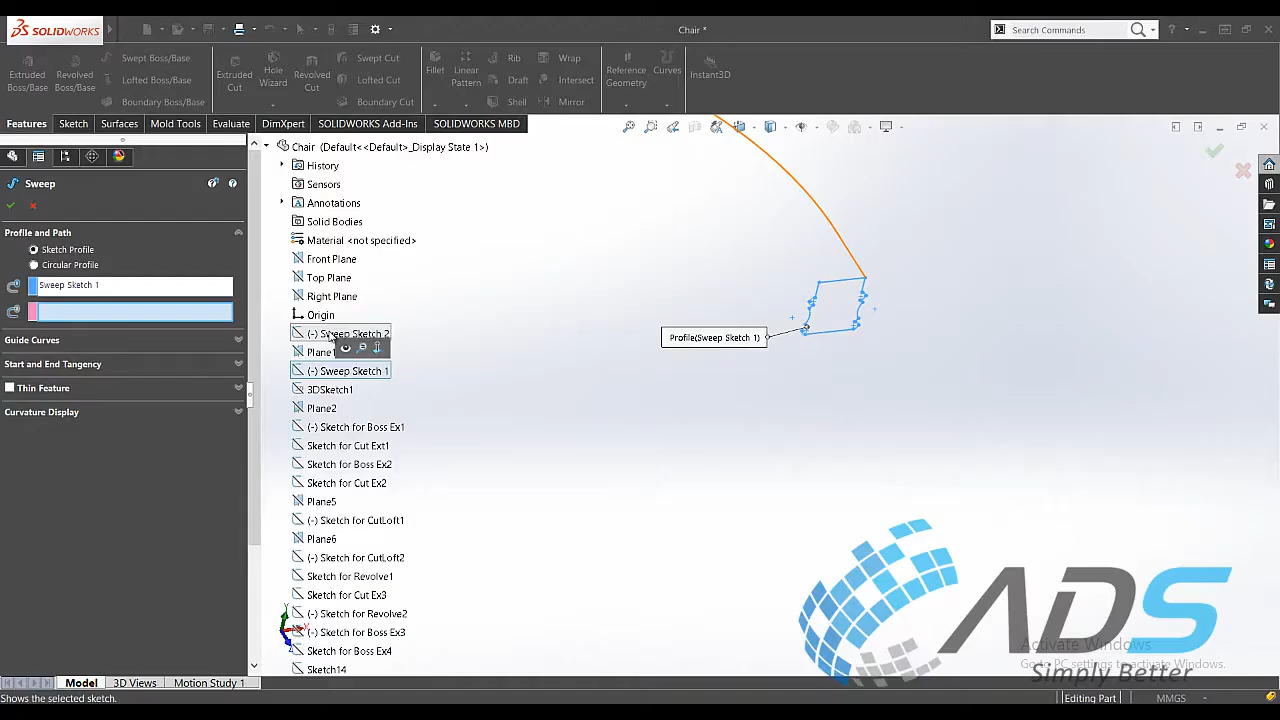 SOLIDWORKS
Chair *
Search Commands
Extruded Boss/Base
Revolved Boss/Base
Swept Boss/Base
Lofted Boss/Base
Boundary Boss/Base
Extruded Cut
Hole Wizard
Revolved Cut
Swept Cut
Lofted Cut
Boundary Cut
Fillet
Linear Pattern
Rib
Draft
Shell
Wrap
Intersect
Mirror
Reference Geometry
Curves
Instant3D
Features
Sketch
Surfaces
Mold Tools
Evaluate
DimXpert
SOLIDWORKS Add-Ins
SOLIDWORKS MBD
Sweep
Profile and Path
Sketch Profile
Circular Profile
Sweep Sketch 1
Guide Curves
Start and End Tangency
Thin Feature
Curvature Display
Chair (Default<<Default>_Display State 1>)
History
Sensors
Annotations
Solid Bodies
Material <not specified>
Front Plane
Top Plane
Right Plane
Origin
(-) Sweep Sketch 2
Plane1
(-) Sweep Sketch 1
3DSketch1
Plane2
(-) Sketch for Boss Ex1
Sketch for Cut Ext1
Sketch for Boss Ex2
Sketch for Cut Ex2
Plane5
(-) Sketch for CutLoft1
Plane6
(-) Sketch for CutLoft2
Sketch for Revolve1
Sketch for Cut Ex3
(-) Sketch for Revolve2
(-) Sketch for Boss Ex3
Sketch for Boss Ex4
Sketch14
Profile(Sweep Sketch 1)
ADS
Simply Better
Activate Windows
Go to PC settings to activate Windows.
Model
3D Views
Motion Study 1
Shows the selected sketch.
Editing Part
MMGS